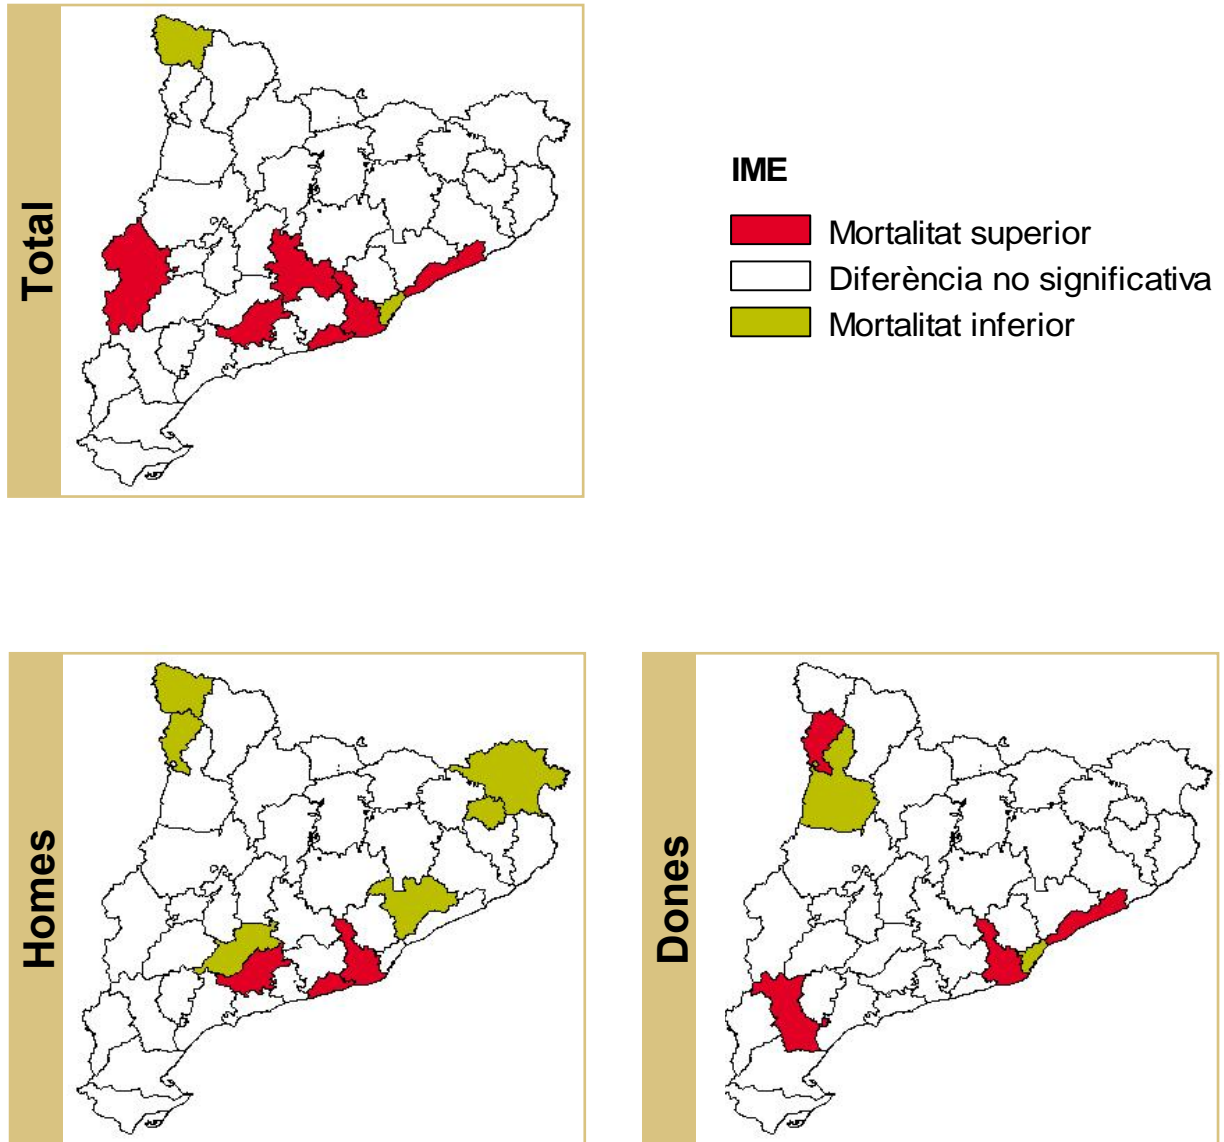 Total
IME
Mortalitat superior
Diferència no significativa
Mortalitat inferior
Homes
Dones